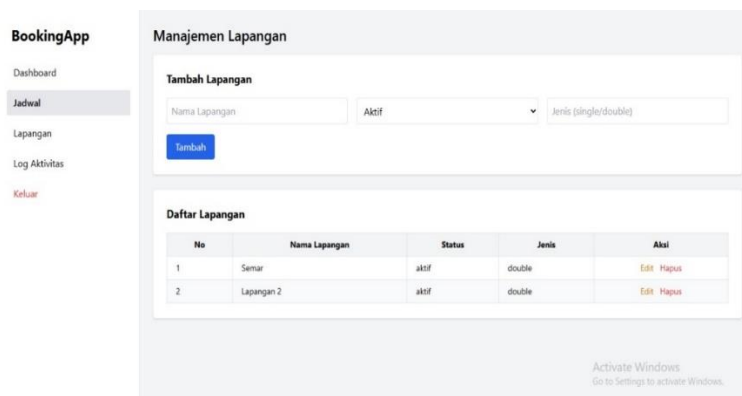 BookingApp
Dashboard
Jadwal
Lapangan
Log Aktivitas
Keluar
Manajemen Lapangan
Tambah Lapangan
Nama Lapangan Aktif Jenis (single/double)
Tambah
Daftar Lapangan
No Nama Lapangan Status Jenis Aksi
1 Semar aktif double Edit Hapus
2 Lapangan 2 aktif double Edit Hapus
Activate Windows
Go to Settings to activate Windows.